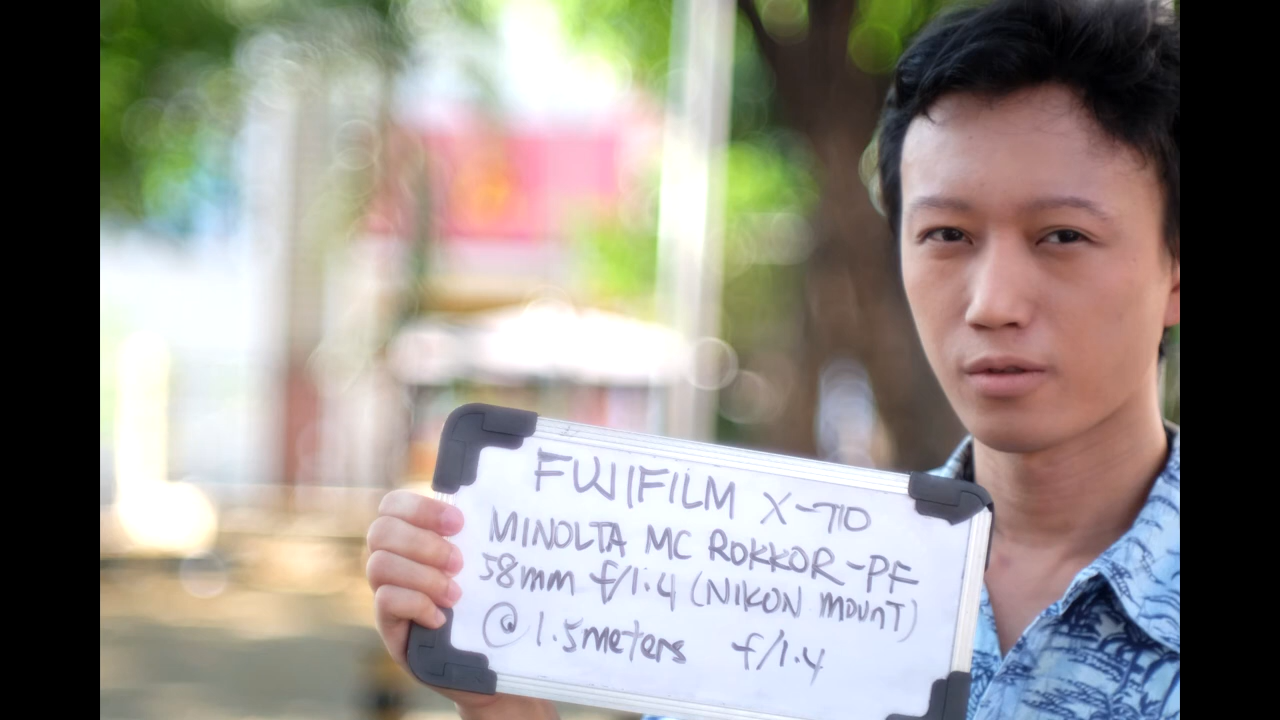 FUJIFILM X-T10
MINOLTA MC ROKKOR-PF
58mm f/1.4 (NIKON mount)
@ 1.5meters f/1.4